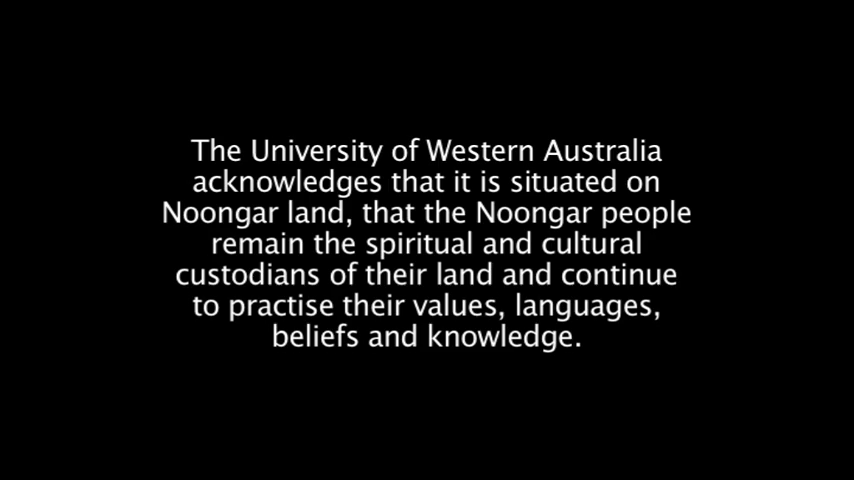 The University of Western Australia
acknowledges that it is situated on
Noongar land, that the Noongar people
remain the spiritual and cultural
custodians of their land and continue
to practise their values, languages,
beliefs and knowledge.